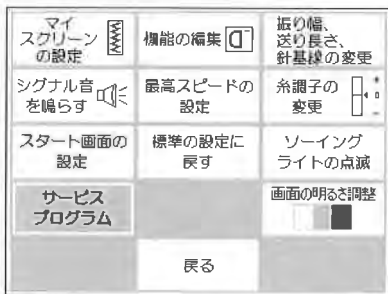 マイ
スクリーン
の設定
機能の編集
振り幅、
送り長さ、
針基線の変更
シグナル音
を鳴らす
最高スピードの
設定
糸調子の
変更
スタート画面の
設定
標準の設定に
戻す
ソーイング
ライトの点滅
サービス
プログラム
画面の明るさ調整
戻る